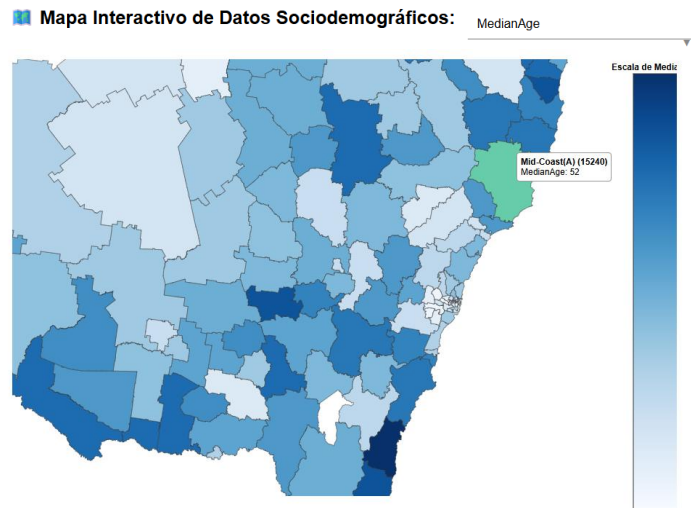 Mapa Interactivo de Datos Sociodemográficos:
MedianAge
Escala de Media
Mid-Coast(A) (15240)
MedianAge: 52